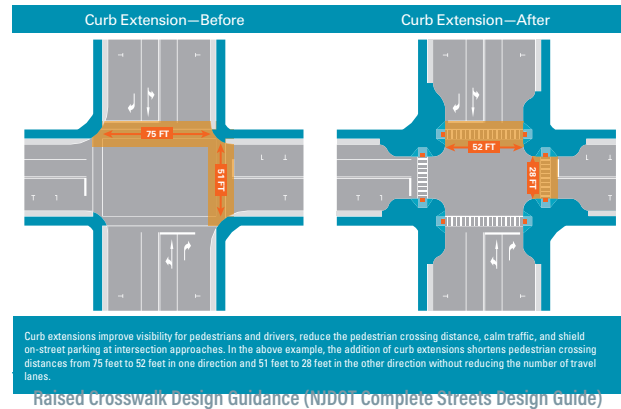 Curb Extension—Before
Curb Extension—After
75 FT
51 FT
52 FT
28 FT
Curb extensions improve visibility for pedestrians and drivers, reduce the pedestrian crossing distance, calm traffic, and shield
on-street parking at intersection approaches. In the above example, the addition of curb extensions shortens pedestrian crossing
distances from 75 feet to 52 feet in one direction and 51 feet to 28 feet in the other direction without reducing the number of travel
lanes.
Raised Crosswalk Design Guidance (NJDOT Complete Streets Design Guide)